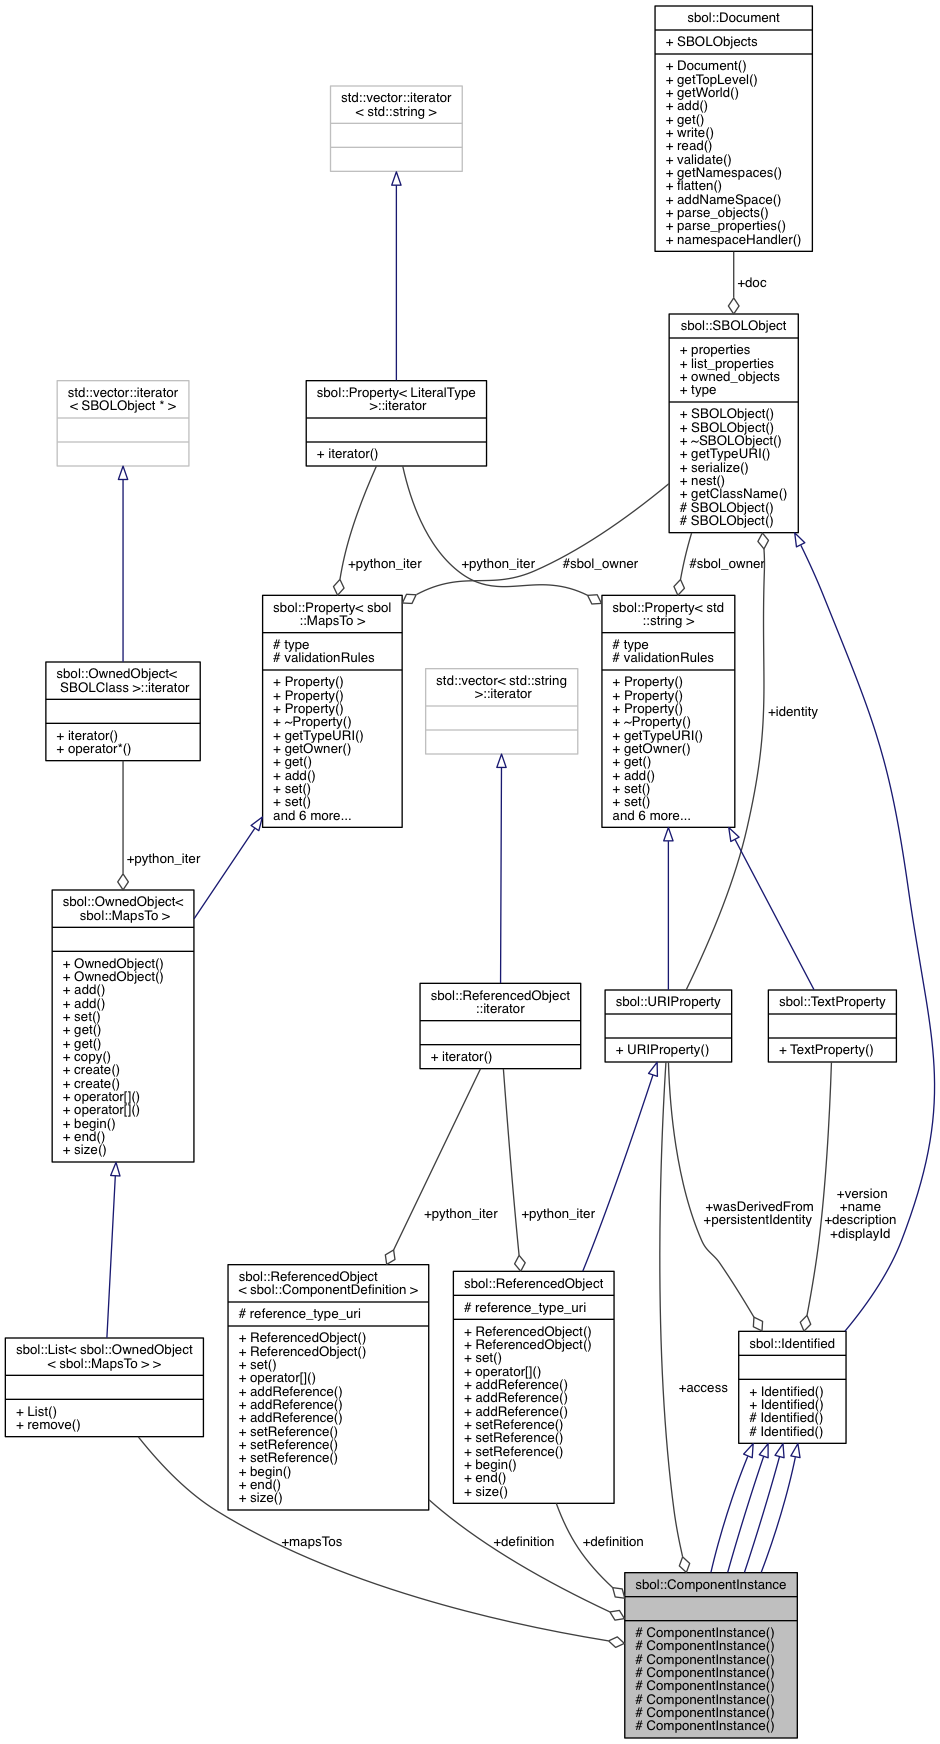 sbol::Document
+ SBOLObjects
+ Document()
+ getTopLevel()
+ getWorld()
+ add()
+ get()
+ write()
+ read()
+ validate()
+ getNamespaces()
+ flatten()
+ addNameSpace()
+ parse_objects()
+ parse_properties()
+ namespaceHandler()
std::vector::iterator
< std::string >
+doc
sbol::SBOLObject
+ properties
+ list_properties
+ owned_objects
+ type
+ SBOLObject()
+ SBOLObject()
+ ~SBOLObject()
+ getTypeURI()
+ serialize()
+ nest()
+ getClassName()
# SBOLObject()
# SBOLObject()
std::vector::iterator
< SBOLObject * >
sbol::Property< LiteralType
>::iterator
+ iterator()
+python_iter
+python_iter
#sbol_owner
#sbol_owner
sbol::Property< sbol
::MapsTo >
# type
# validationRules
+ Property()
+ Property()
+ Property()
+ ~Property()
+ getTypeURI()
+ getOwner()
+ get()
+ add()
+ set()
+ set()
and 6 more...
sbol::Property< std
::string >
# type
# validationRules
+ Property()
+ Property()
+ Property()
+ ~Property()
+ getTypeURI()
+ getOwner()
+ get()
+ add()
+ set()
+ set()
and 6 more...
sbol::OwnedObject<
SBOLClass >::iterator
+ iterator()
+ operator*()
std::vector< std::string
>::iterator
+identity
+python_iter
sbol::OwnedObject<
sbol::MapsTo >
+ OwnedObject()
+ OwnedObject()
+ add()
+ add()
+ set()
+ get()
+ get()
+ copy()
+ create()
+ create()
+ operator[]()
+ operator[]()
+ begin()
+ end()
+ size()
sbol::ReferencedObject
::iterator
+ iterator()
sbol::URIProperty
+ URIProperty()
sbol::TextProperty
+ TextProperty()
+python_iter
+python_iter
+wasDerivedFrom
+persistentIdentity
+version
+name
+description
+displayId
sbol::ReferencedObject
< sbol::ComponentDefinition >
# reference_type_uri
+ ReferencedObject()
+ ReferencedObject()
+ set()
+ operator[]()
+ addReference()
+ addReference()
+ addReference()
+ setReference()
+ setReference()
+ setReference()
+ begin()
+ end()
+ size()
sbol::ReferencedObject
# reference_type_uri
+ ReferencedObject()
+ ReferencedObject()
+ set()
+ operator[]()
+ addReference()
+ addReference()
+ addReference()
+ setReference()
+ setReference()
+ setReference()
+ begin()
+ end()
+ size()
sbol::List< sbol::OwnedObject
< sbol::MapsTo > >
+ List()
+ remove()
sbol::Identified
+ Identified()
+ Identified()
# Identified()
# Identified()
+access
+mapsTos
+definition
+definition
sbol::ComponentInstance
# ComponentInstance()
# ComponentInstance()
# ComponentInstance()
# ComponentInstance()
# ComponentInstance()
# ComponentInstance()
# ComponentInstance()
# ComponentInstance()